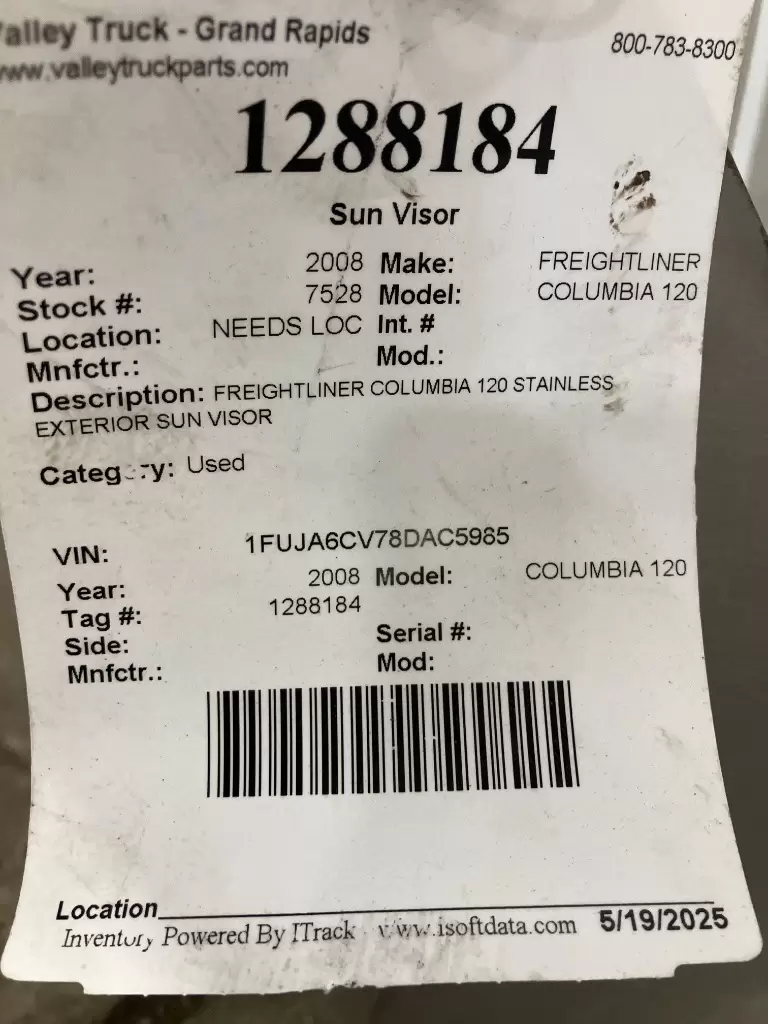 alley Truck - Grand Rapids
800-783-8300
www.valleytruckparts.com
1288184
Sun Visor
Year: 2008 Make: FREIGHTLINER
Stock #: 7528 Model: COLUMBIA 120
Location: NEEDS LOC Int. #
Mnfctr.: Mod.:
Description: FREIGHTLINER COLUMBIA 120 STAINLESS
EXTERIOR SUN VISOR
Category: Used
VIN: 1FUJA6CV78DAC5985
Year: 2008 Model: COLUMBIA 120
Tag #: 1288184
Side: Serial #:
Mnfctr.: Mod:
Location
Inventory Powered By ITrack www.isoftdata.com 5/19/2025